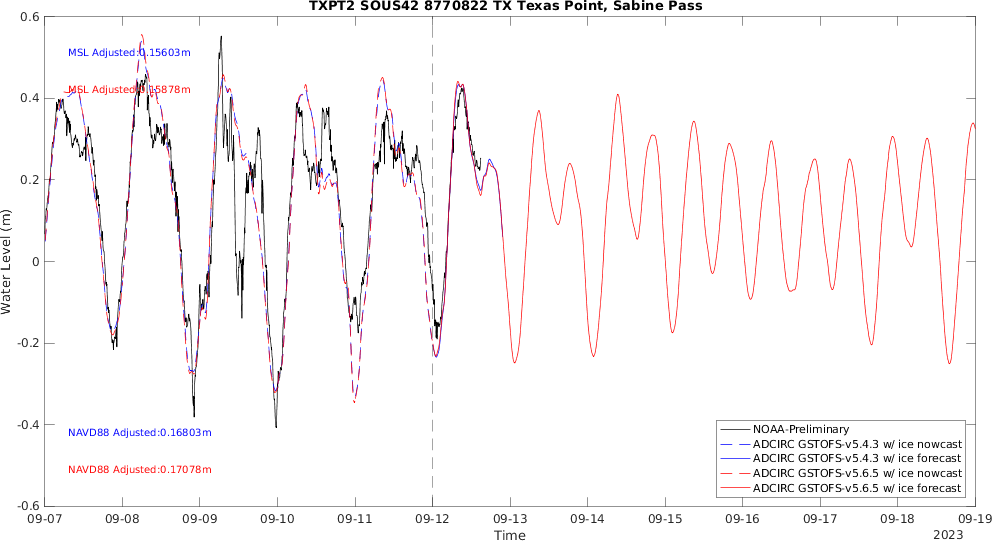 TXPT2 SOUS42 8770822 TX Texas Point, Sabine Pass
0.6
0.4
0.2
0
-0.2
-0.4
-0.6
Water Level (m)
MSL Adjusted:0.15603m
MSL Adjusted:0.15878m
NAVD88 Adjusted:0.16803m
NAVD88 Adjusted:0.17078m
NOAA-Preliminary
ADCIRC GSTOFS-v5.4.3 w/ ice nowcast
ADCIRC GSTOFS-v5.4.3 w/ ice forecast
ADCIRC GSTOFS-v5.6.5 w/ ice nowcast
ADCIRC GSTOFS-v5.6.5 w/ ice forecast
09-07 09-08 09-09 09-10 09-11 09-12 09-13 09-14 09-15 09-16 09-17 09-18 09-19
Time
2023